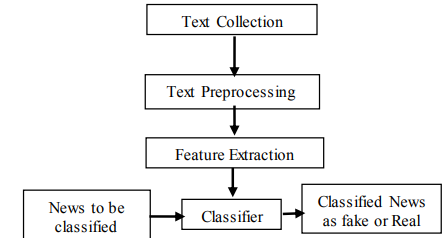 Text Collection
Text Preprocessing
Feature Extraction
News to be
classified
Classifier
Classified News
as fake or Real